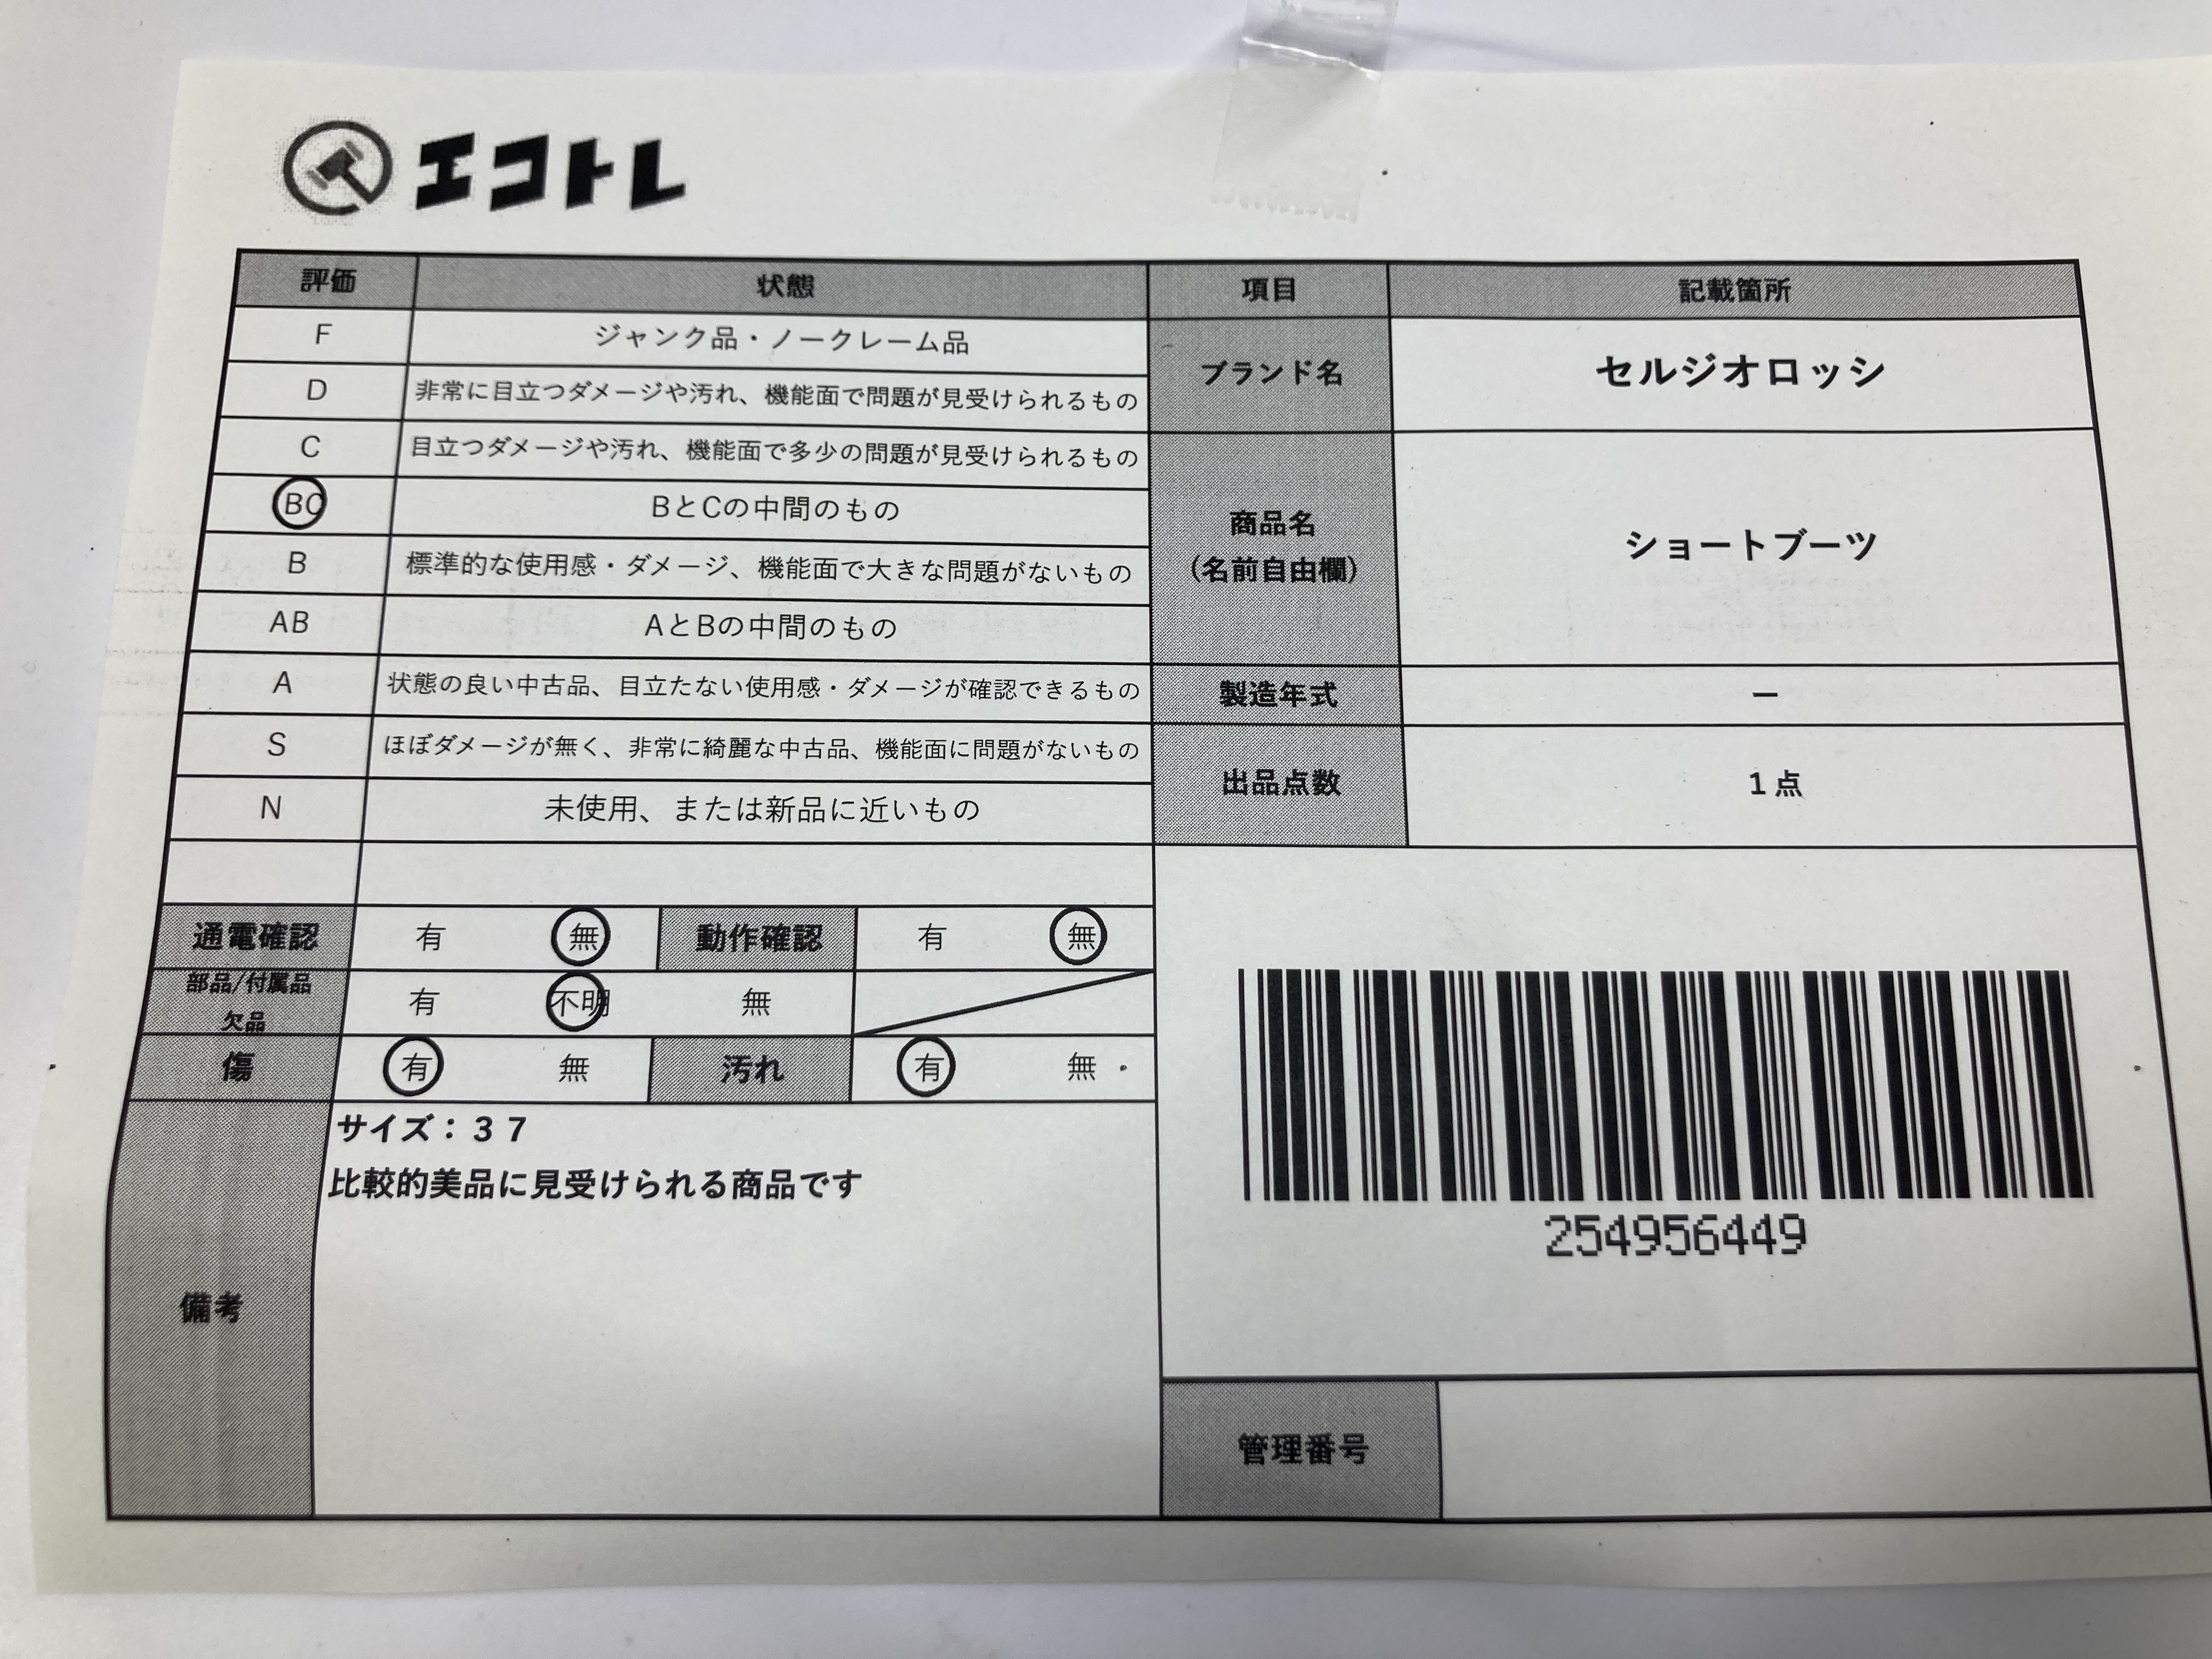 エコトレ
評価 状態 項目 記載箇所
F ジャンク品・ノークレーム品
D 非常に目立つダメージや汚れ、機能面で問題が見受けられるもの
ブランド名 セルジオロッシ
C 目立つダメージや汚れ、機能面で多少の問題が見受けられるもの
BC BとCの中間のもの
商品名
(名前自由欄)
ショートブーツ
B 標準的な使用感・ダメージ、機能面で大きな問題がないもの
AB AとBの中間のもの
A 状態の良い中古品、目立たない使用感・ダメージが確認できるもの
製造年式 ー
S ほぼダメージが無く、非常に綺麗な中古品、機能面に問題がないもの
出品点数 1点
N 未使用、または新品に近いもの
通電確認 有 無 動作確認 有 無
部品/付属品
欠品
有 不明 無
傷 有 無 汚れ 有 無
備考
サイズ：３７
比較的美品に見受けられる商品です
254956449
管理番号